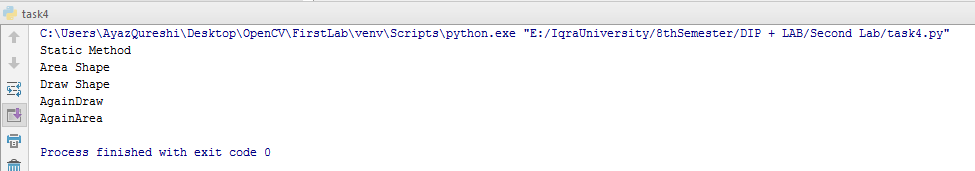 task4
C:\Users\AyazQureshi\Desktop\OpenCV\FirstLab\venv\Scripts\python.exe "E:/IqraUniversity/8thSemester/DIP + LAB/Second Lab/task4.py"
Static Method
Area Shape
Draw Shape
AgainDraw
AgainArea
Process finished with exit code 0